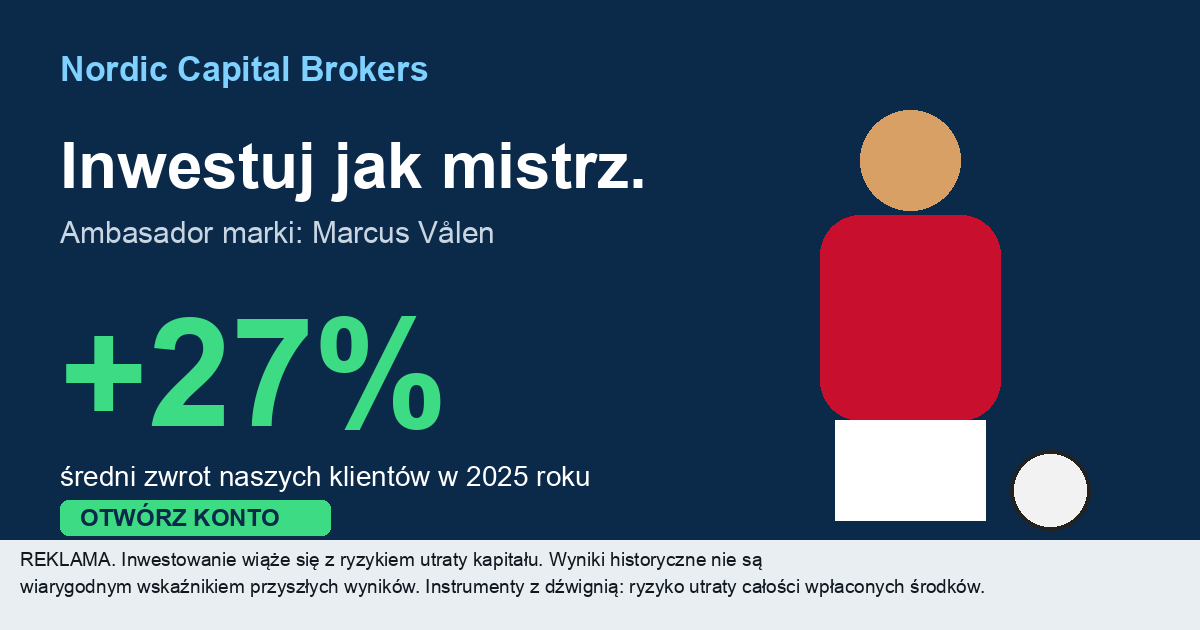 Nordic Capital Brokers
Inwestuj jak mistrz.
Ambasador marki: Marcus Vålen
+27%
średni zwrot naszych klientów w 2025 roku
OTWÓRZ KONTO
REKLAMA. Inwestowanie wiąże się z ryzykiem utraty kapitału. Wyniki historyczne nie są
wiarygodnym wskaźnikiem przyszłych wyników. Instrumenty z dźwignią: ryzyko utraty całości wpłaconych środków.